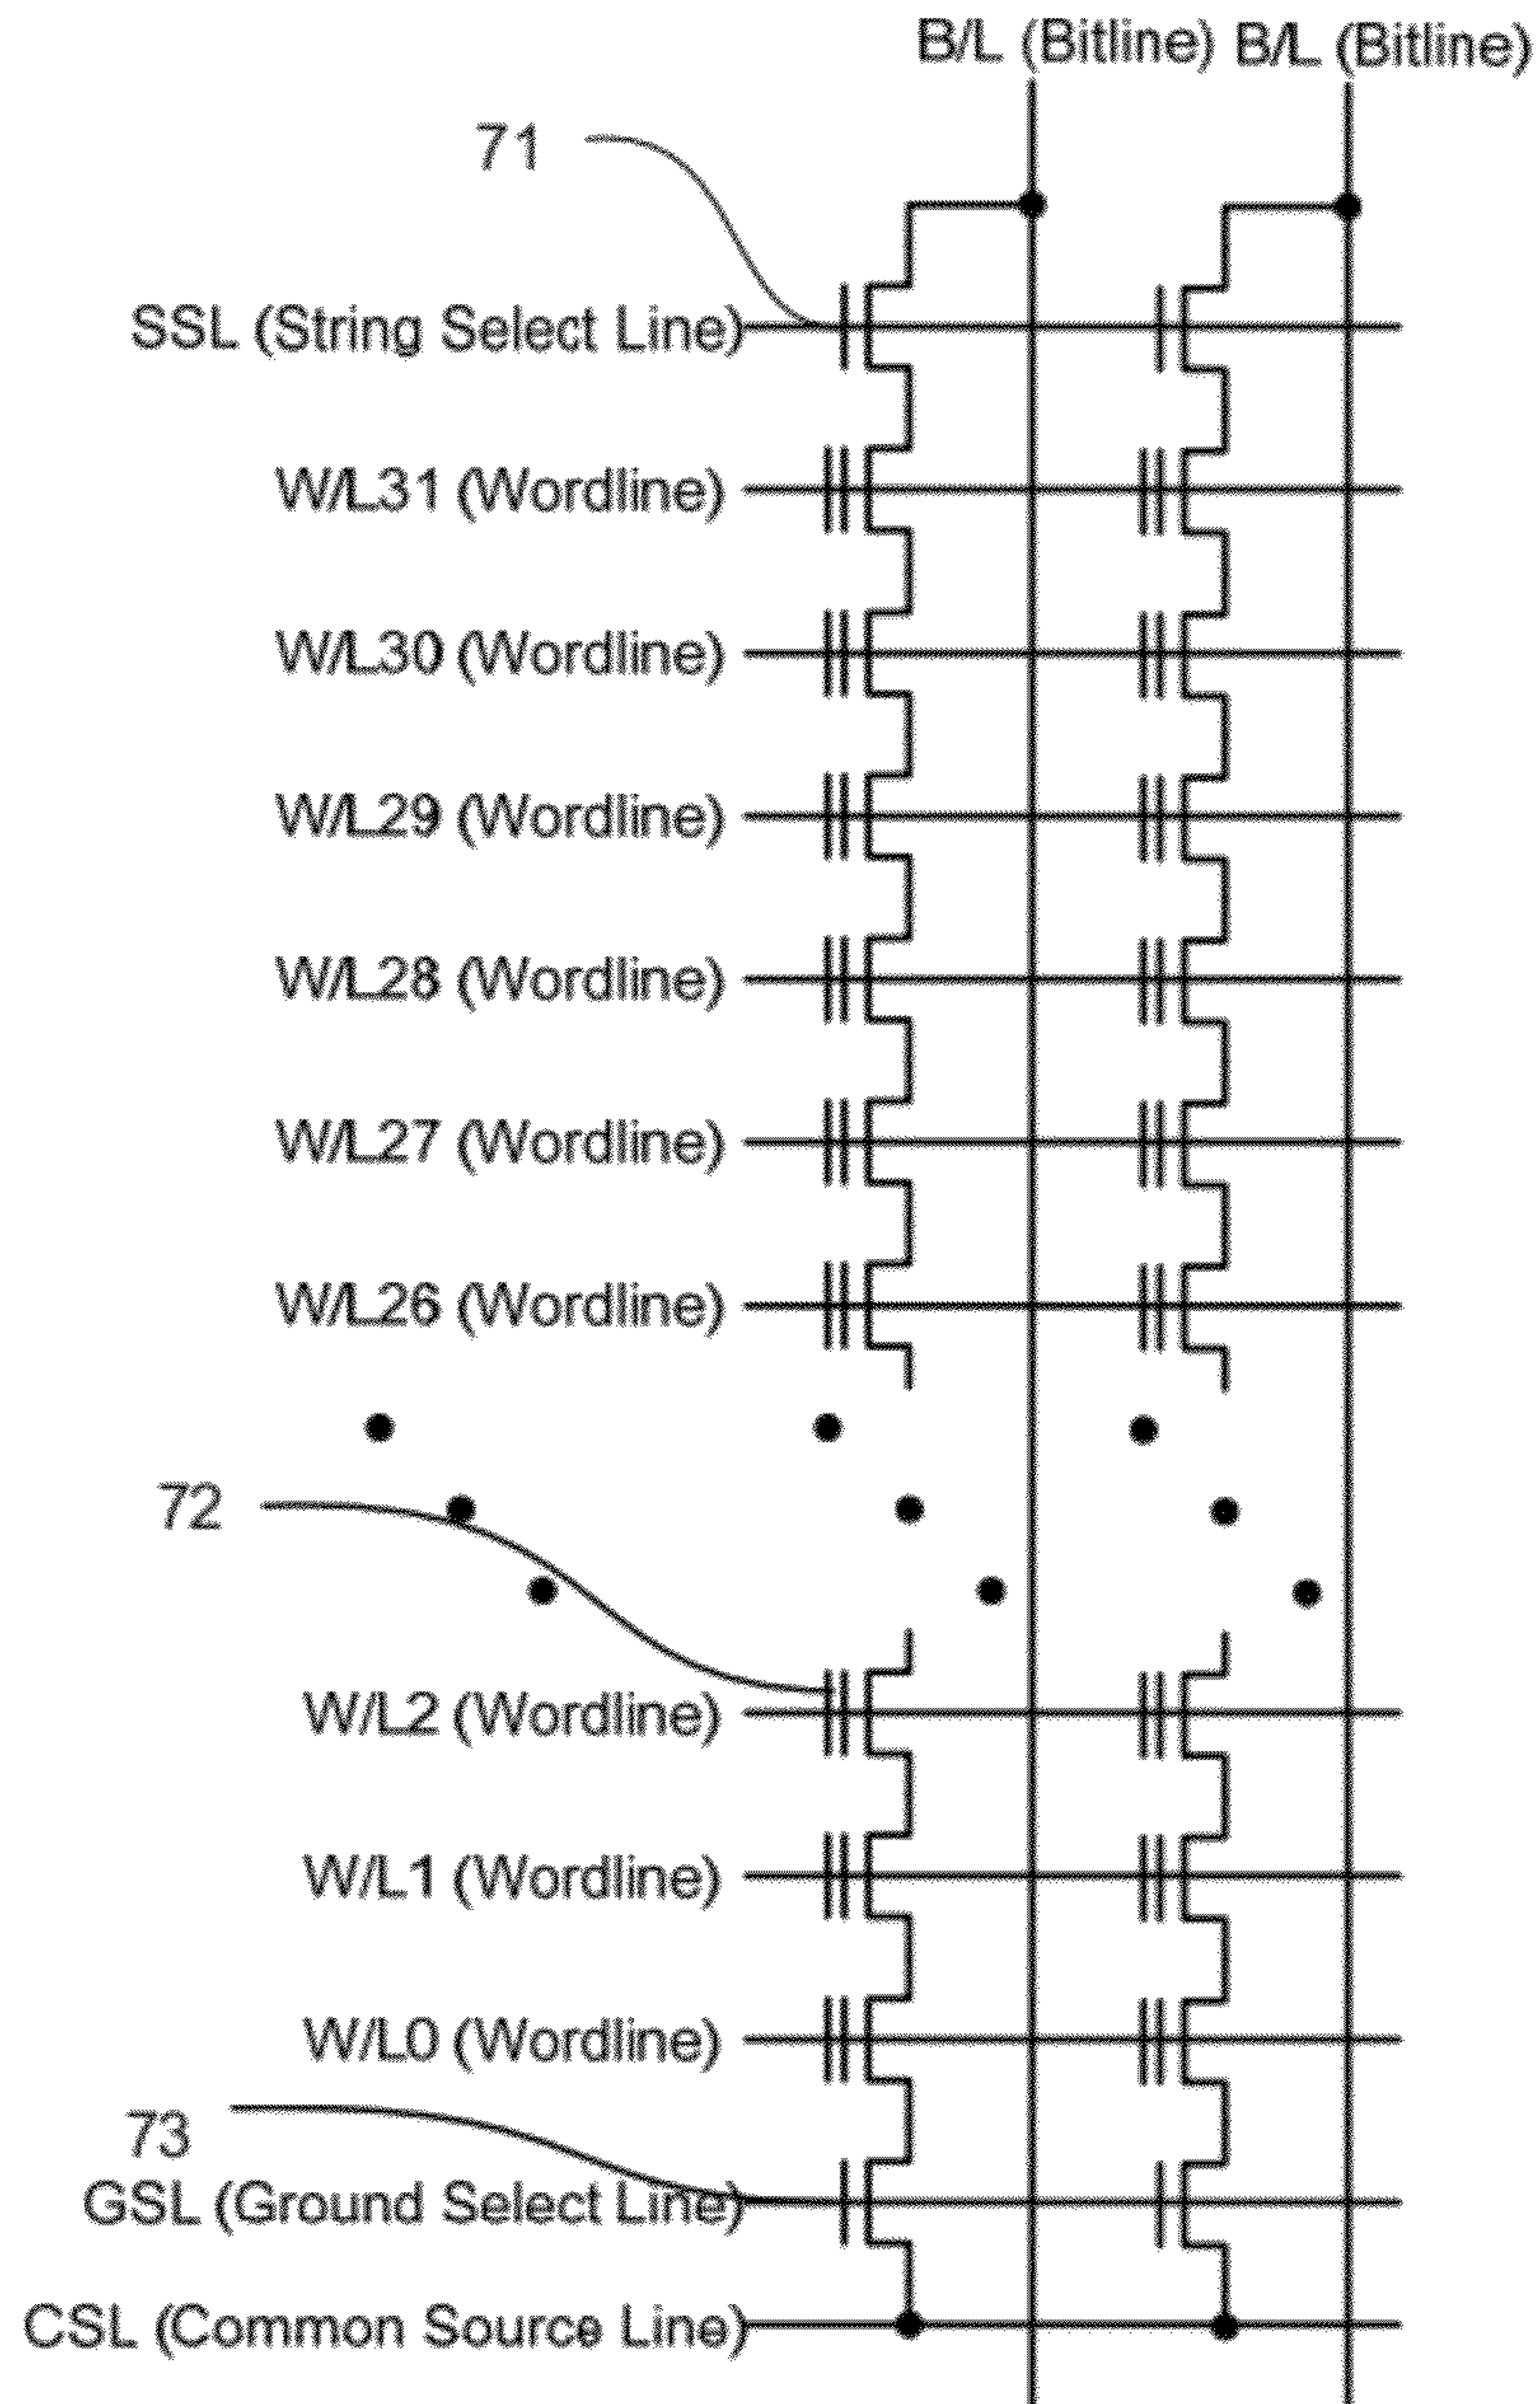 B/L (Bitline) B/L (Bitline)
71
SSL (String Select Line)
W/L31 (Wordline)
W/L30 (Wordline)
W/L29 (Wordline)
W/L28 (Wordline)
W/L27 (Wordline)
W/L26 (Wordline)
72
W/L2 (Wordline)
W/L1 (Wordline)
W/L0 (Wordline)
73
GSL (Ground Select Line)
CSL (Common Source Line)